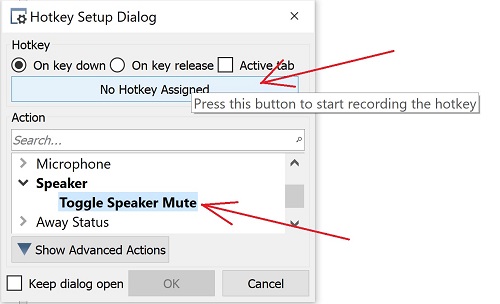 Hotkey Setup Dialog
Hotkey
On key down On key release Active tab
No Hotkey Assigned
Press this button to start recording the hotkey
Action
Search...
Microphone
Speaker
Toggle Speaker Mute
Away Status
Show Advanced Actions
Keep dialog open OK Cancel